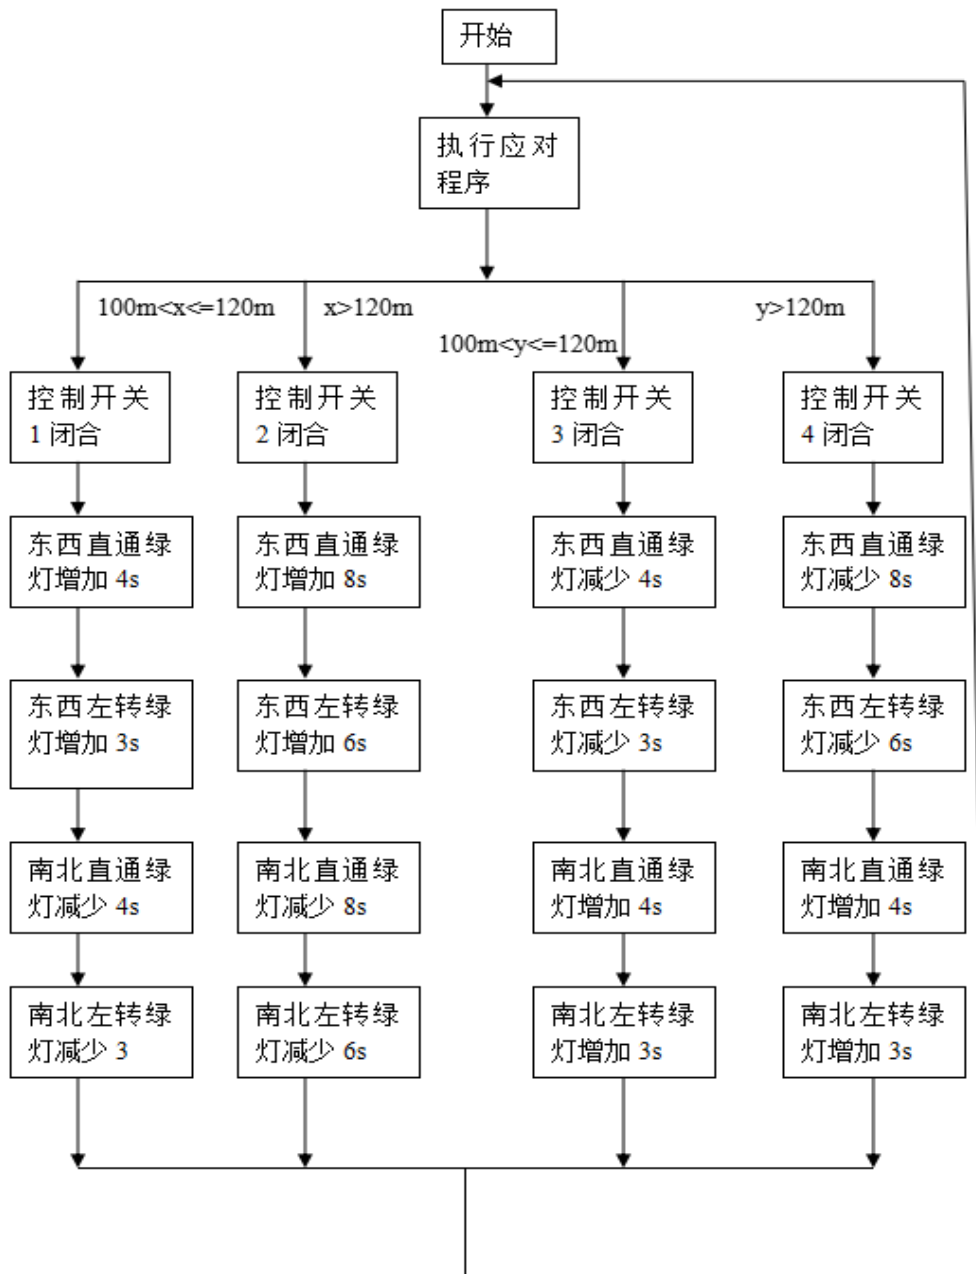 开始
执行应对
程序
100m<x<=120m
x>120m
100m<y<=120m
y>120m
控制开关
1 闭合
控制开关
2 闭合
控制开关
3 闭合
控制开关
4 闭合
东西直通绿
灯增加 4s
东西直通绿
灯增加 8s
东西直通绿
灯减少 4s
东西直通绿
灯减少 8s
东西左转绿
灯增加 3s
东西左转绿
灯增加 6s
东西左转绿
灯减少 3s
东西左转绿
灯减少 6s
南北直通绿
灯减少 4s
南北直通绿
灯减少 8s
南北直通绿
灯增加 4s
南北直通绿
灯增加 4s
南北左转绿
灯减少 3
南北左转绿
灯减少 6s
南北左转绿
灯增加 3s
南北左转绿
灯增加 3s